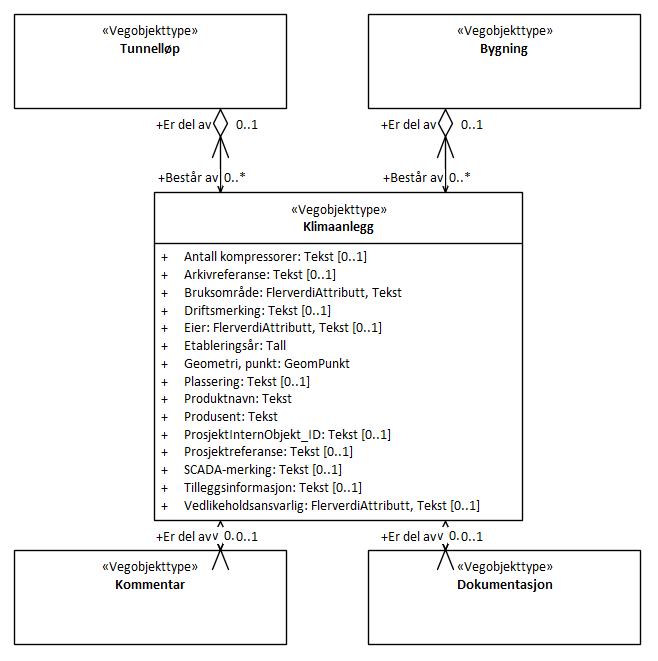 «Vegobjekttype»
Tunnelløp
«Vegobjekttype»
Bygning
+Er del av 0..1
+Er del av 0..1
+Består av 0..*
+Består av 0..*
«Vegobjekttype»
Klimaanlegg
+ Antall kompressorer: Tekst [0..1]
+ Arkivreferanse: Tekst [0..1]
+ Bruksområde: FlerverdiAttributt, Tekst
+ Driftsmerking: Tekst [0..1]
+ Eier: FlerverdiAttributt, Tekst [0..1]
+ Etableringsår: Tall
+ Geometri, punkt: GeomPunkt
+ Plassering: Tekst [0..1]
+ Produktnavn: Tekst
+ Produsent: Tekst
+ ProsjektInternObjekt_ID: Tekst [0..1]
+ Prosjektreferanse: Tekst [0..1]
+ SCADA-merking: Tekst [0..1]
+ Tilleggsinformasjon: Tekst [0..1]
+ Vedlikeholdsansvarlig: FlerverdiAttributt, Tekst [0..1]
+Er del av 0..1
+Er del av 0..1
«Vegobjekttype»
Kommentar
«Vegobjekttype»
Dokumentasjon